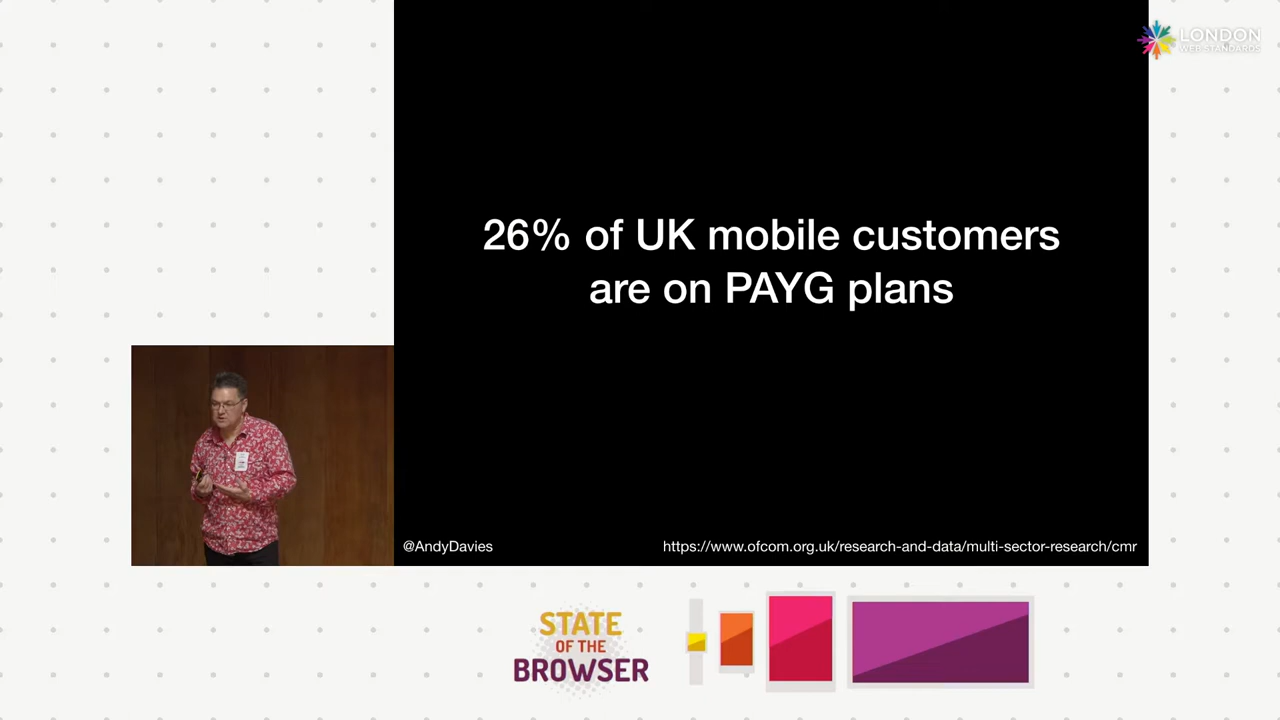 LONDON
WEB STANDARDS
26% of UK mobile customers
are on PAYG plans
@AndyDavies
https://www.ofcom.org.uk/research-and-data/multi-sector-research/cmr
STATE
OF THE
BROWSER